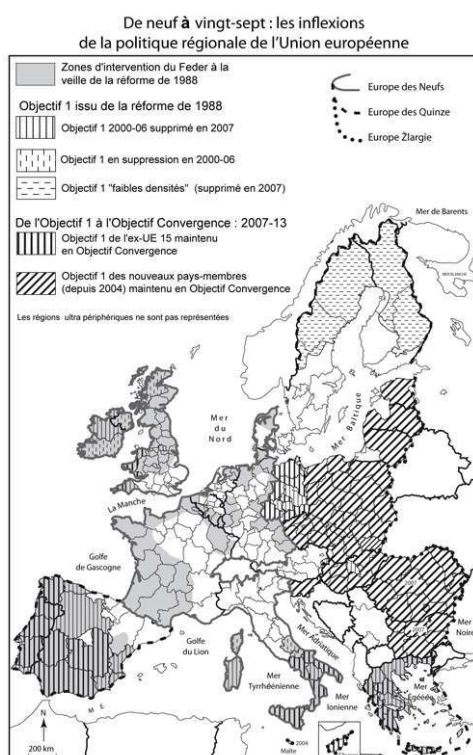 De neuf à vingt-sept : les inflexions
de la politique régionale de l'Union européenne
Zones d'intervention du Feder à la
veille de la réforme de 1988
Objectif 1 issu de la réforme de 1988
Objectif 1 2000-06 supprimé en 2007
Objectif 1 en suppression en 2000-06
Objectif 1 "faibles densités" (supprimé en 2007)
De l'Objectif 1 à l'Objectif Convergence : 2007-13
Objectif 1 de l'ex-UE 15 maintenu
en Objectif Convergence
Objectif 1 des nouveaux pays-membres
(depuis 2004) maintenu en Objectif Convergence
Les régions ultra périphériques ne sont pas représentées
Europe des Neufs
Europe des Quinze
Europe Žlargie
Mer de Barents
MER BLANCHE
Mer
du
Nord
Mer Baltique
La Manche
Golfe
de Gascogne
Golfe
du Lion
Mer Adriatique
Mer
Noire
Mer
Tyrrhéenienne
Mer
Ionienne
Mer
Egéée
N
200 km
2004
Malte